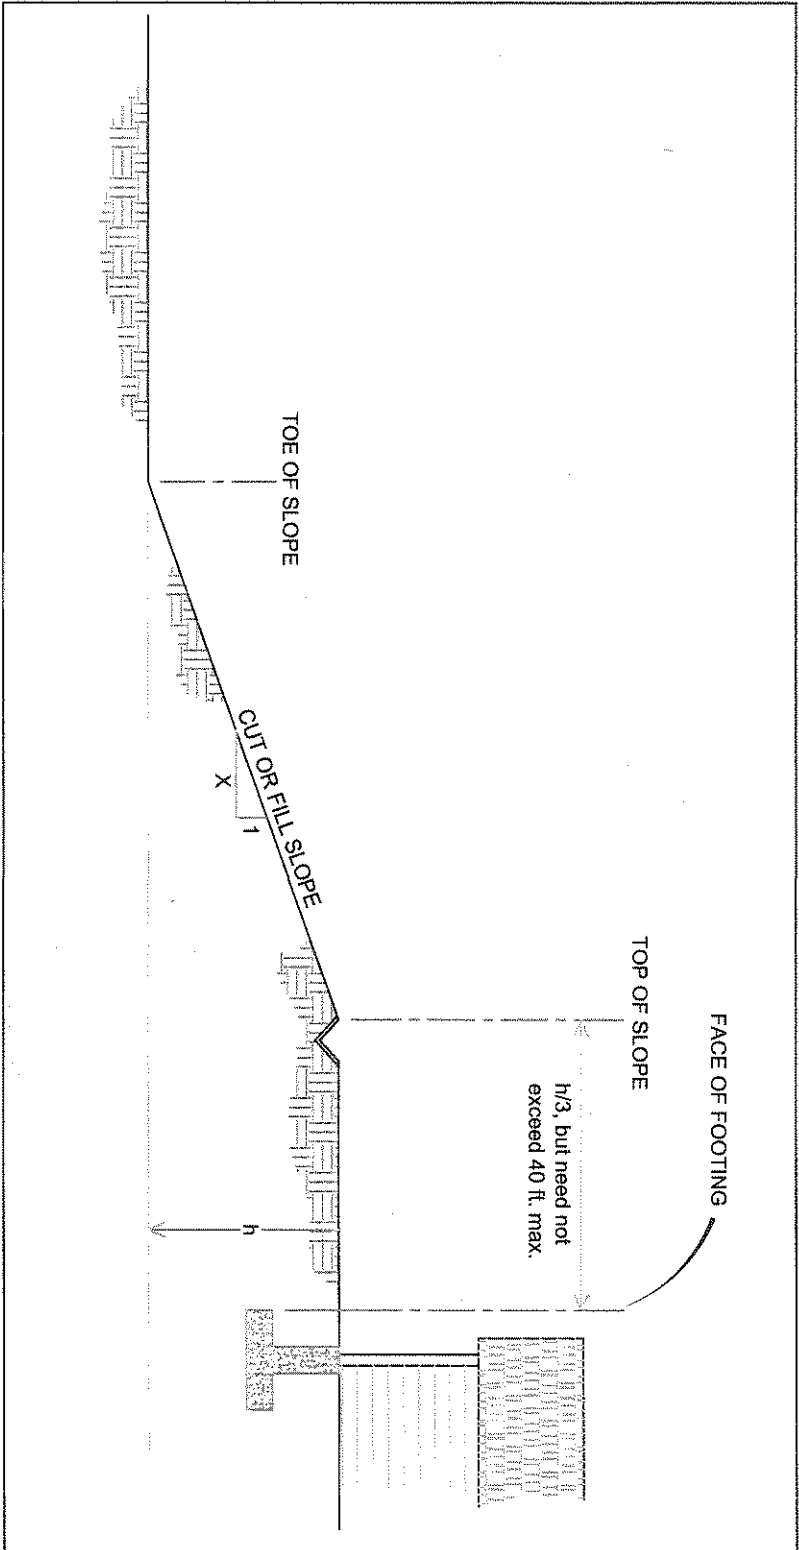 FACE OF FOOTING
TOP OF SLOPE
h/3, but need not
exceed 40 ft. max.
TOE OF SLOPE
CUT OR FILL SLOPE
X
1
h